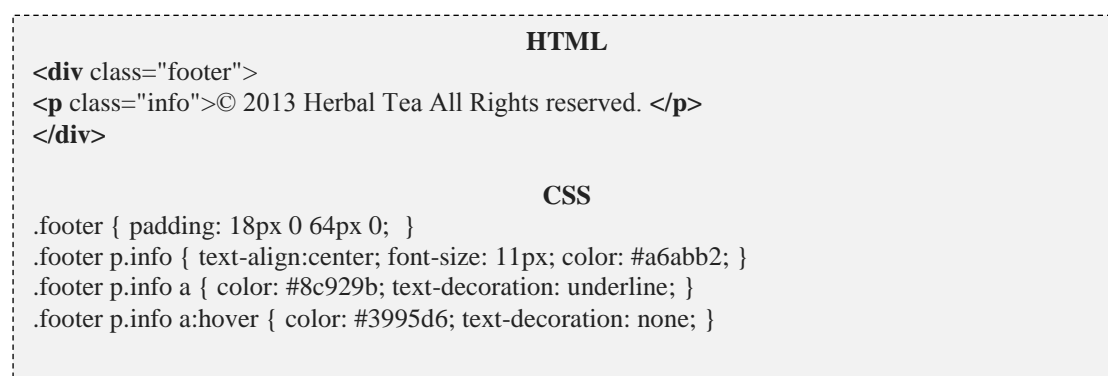 HTML
<div class="footer">
<p class="info">© 2013 Herbal Tea All Rights reserved. </p>
</div>
CSS
.footer { padding: 18px 0 64px 0;  }
.footer p.info { text-align:center; font-size: 11px; color: #a6abb2; }
.footer p.info a { color: #8c929b; text-decoration: underline; }
.footer p.info a:hover { color: #3995d6; text-decoration: none; }